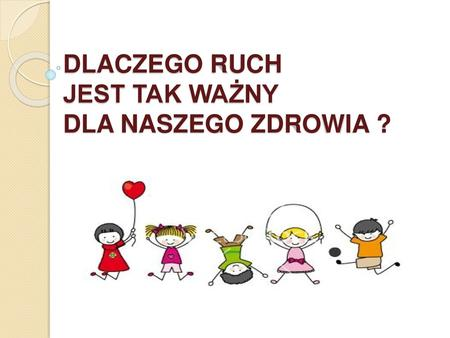 DLACZEGO RUCH
JEST TAK WAŻNY
DLA NASZEGO ZDROWIA ?